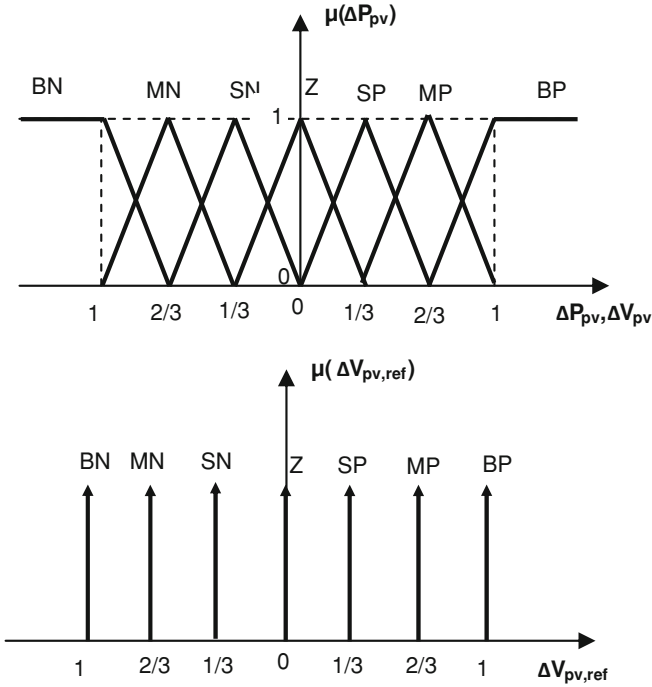 μ(ΔPpv)
BN MN SN Z SP MP BP
1
0
1 2/3 1/3 0 1/3 2/3 1 ΔPpv,ΔVpv
μ( ΔVpv,ref)
BN MN SN Z SP MP BP
1 2/3 1/3 0 1/3 2/3 1 ΔVpv,ref